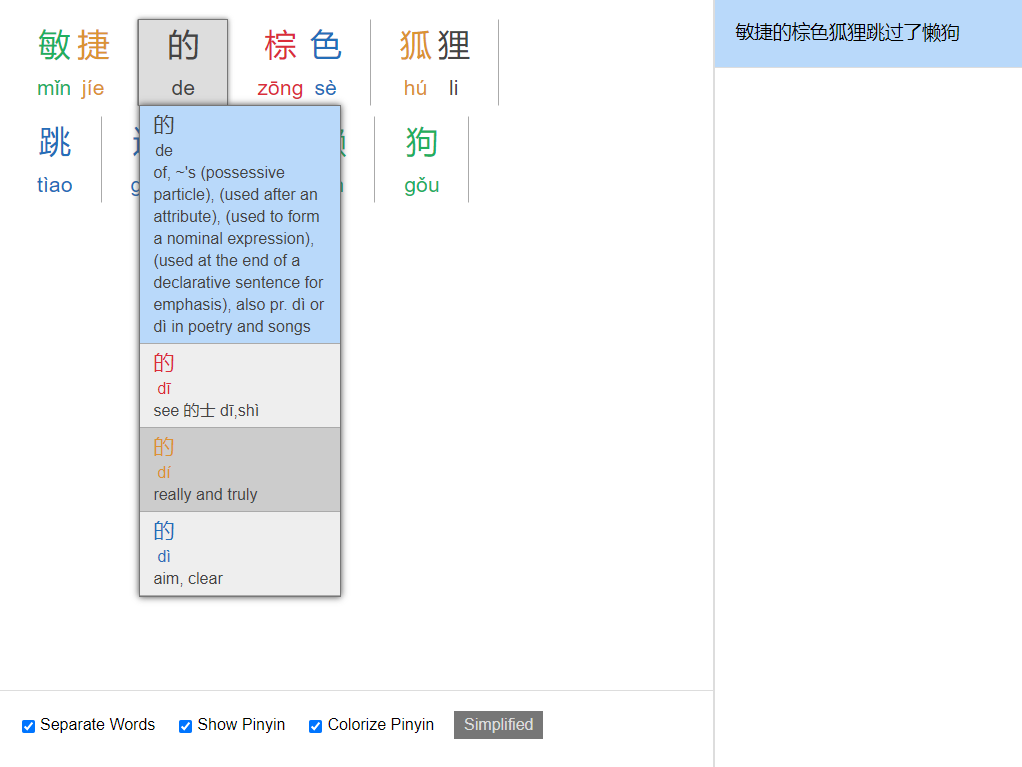 敏捷 的 棕色 狐狸
mǐn jíe de zōng sè hú li
跳 狗
tìao gǒu
的
de
of, ~'s (possessive
particle), (used after an
attribute), (used to form
a nominal expression),
(used at the end of a
declarative sentence for
emphasis), also pr. dì or
dì in poetry and songs
的
dī
see 的士 dī,shì
的
dí
really and truly
的
dì
aim, clear
Separate Words Show Pinyin Colorize Pinyin Simplified
敏捷的棕色狐狸跳过了懒狗